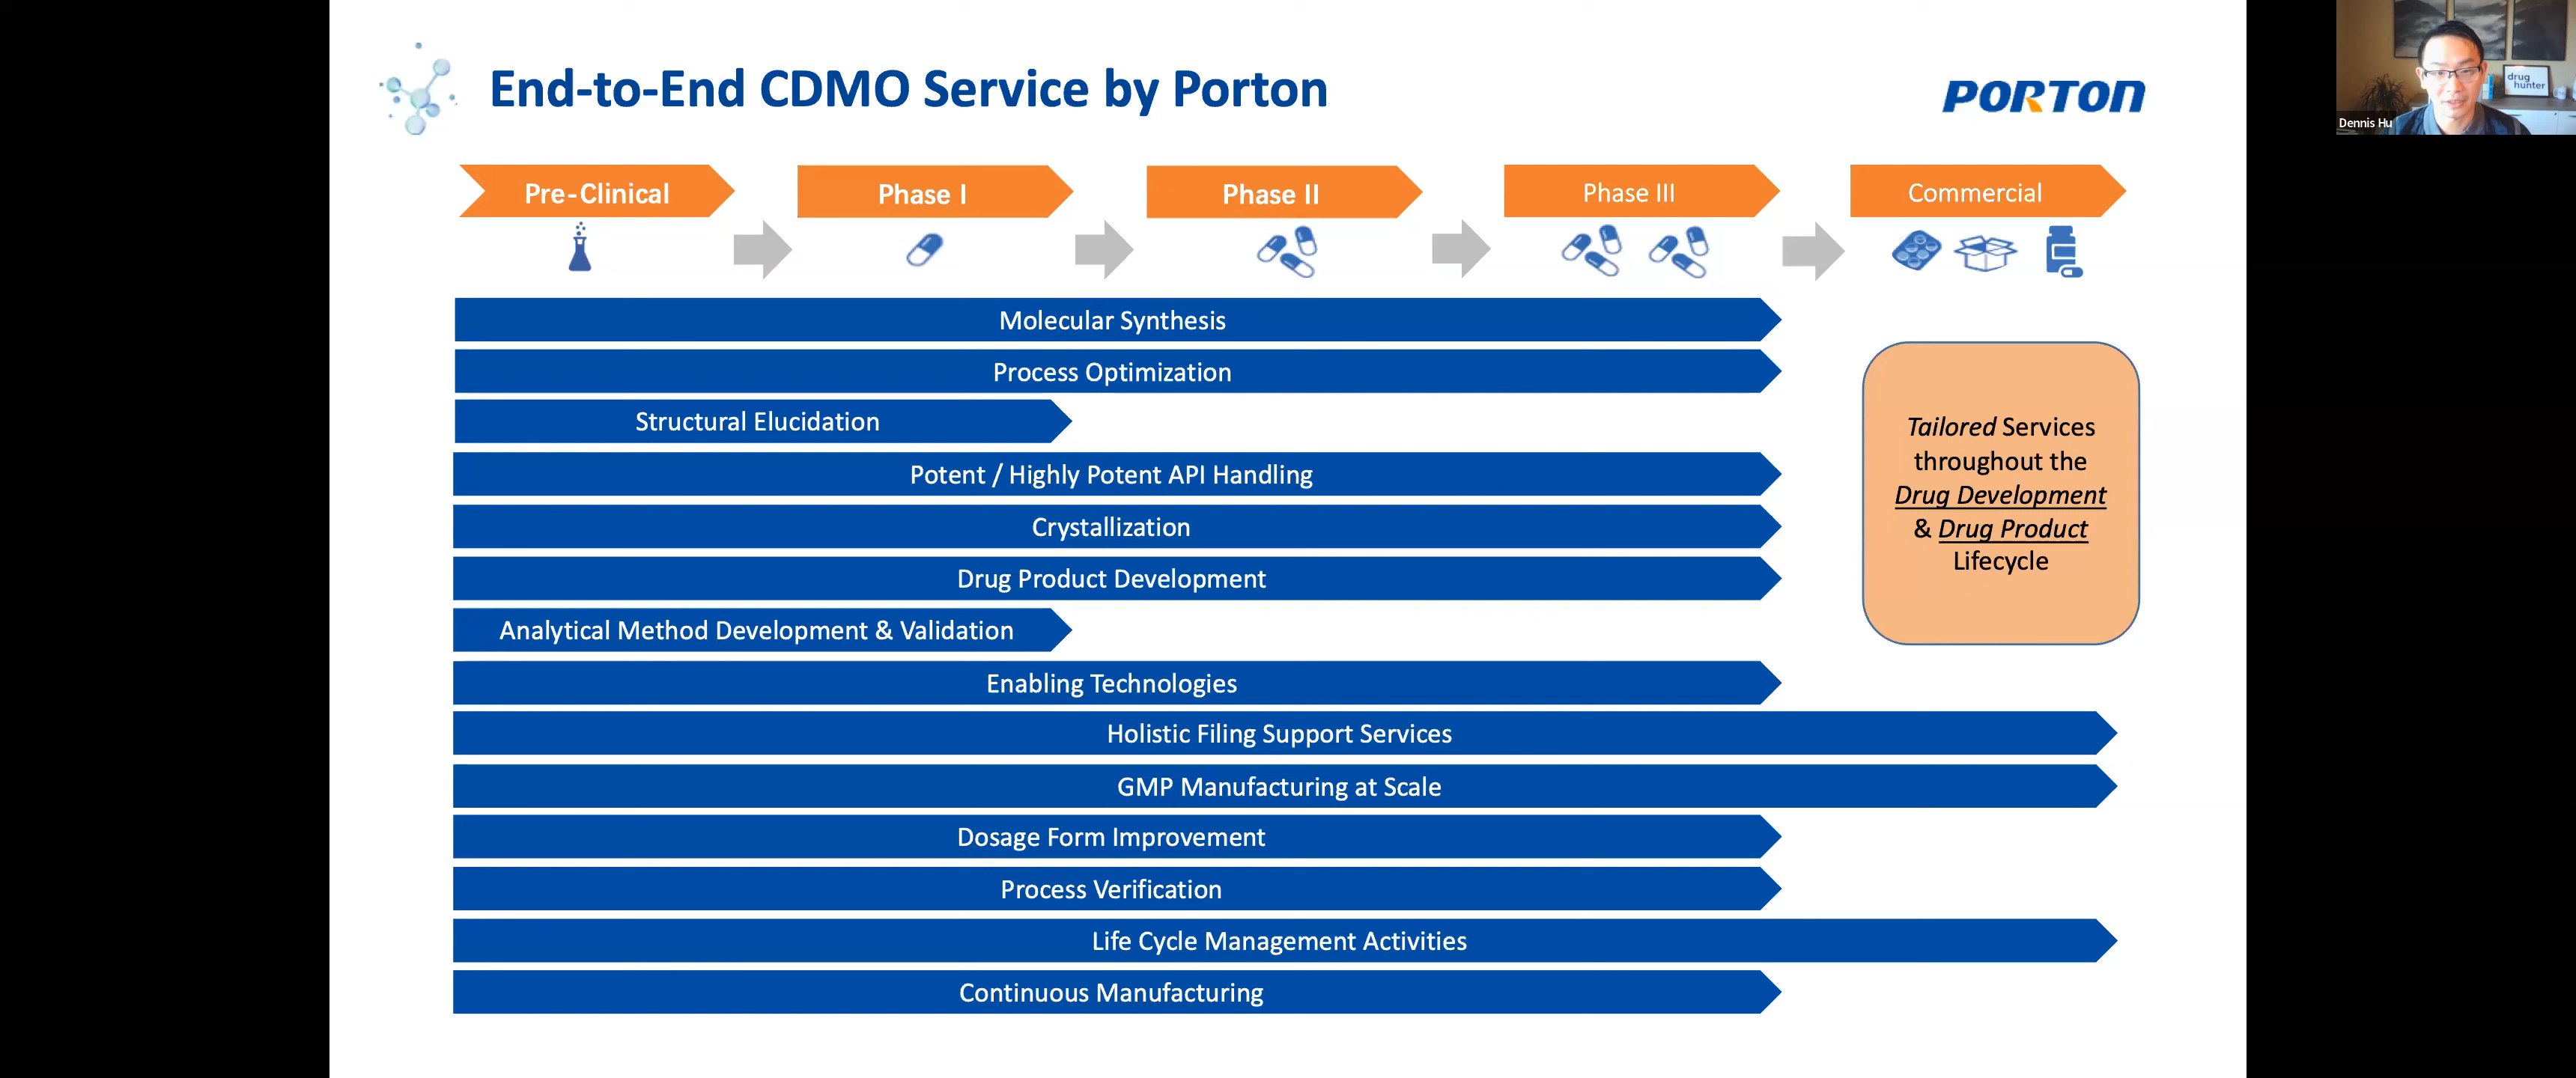 End-to-End CDMO Service by Porton
PORTON
drug
hunter
Dennis Hu
Pre-Clinical
Phase I
Phase II
Phase III
Commercial
Molecular Synthesis
Process Optimization
Structural Elucidation
Potent / Highly Potent API Handling
Crystallization
Drug Product Development
Analytical Method Development & Validation
Enabling Technologies
Holistic Filing Support Services
GMP Manufacturing at Scale
Dosage Form Improvement
Process Verification
Life Cycle Management Activities
Continuous Manufacturing
Tailored Services
throughout the
Drug Development
& Drug Product
Lifecycle